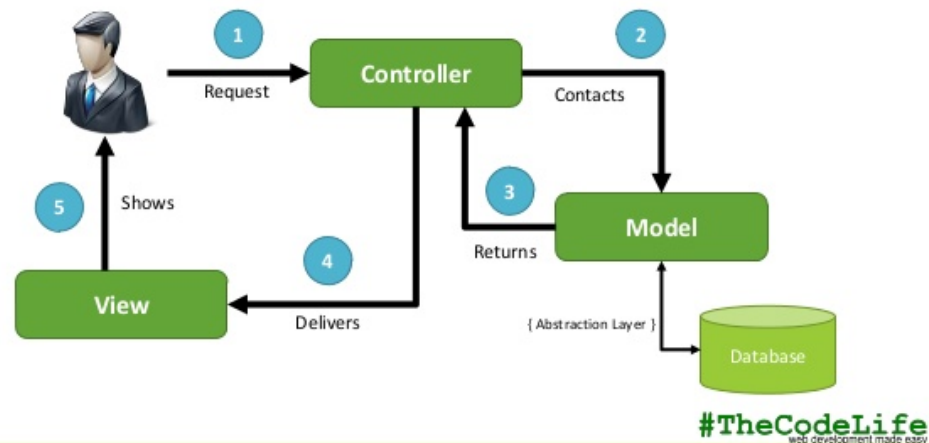 1
2
Controller
Request
Contacts
3
5
Shows
Model
4
Returns
View
Delivers
{ Abstraction Layer }
Database
#TheCodeLife
web development made easy